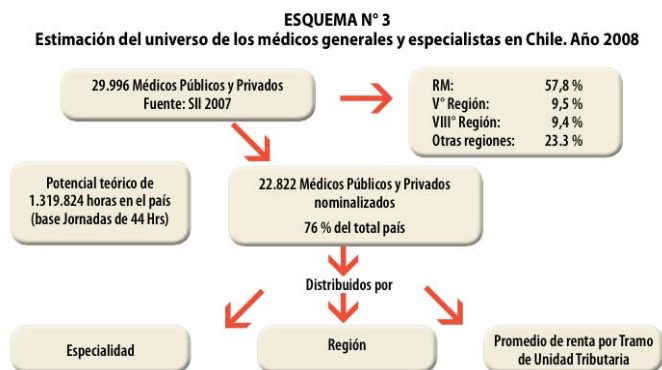 ESQUEMA N° 3
Estimación del universo de los médicos generales y especialistas en Chile. Año 2008
29.996 Médicos Públicos y Privados
Fuente: SII 2007
RM: 57,8 %
V° Región: 9,5 %
VIII° Región: 9,4 %
Otras regiones: 23.3 %
Potencial teórico de
1.319.824 horas en el país
(base Jornadas de 44 Hrs)
22.822 Médicos Públicos y Privados
nominalizados
76 % del total país
Distribuidos por
Especialidad
Región
Promedio de renta por Tramo
de Unidad Tributaria